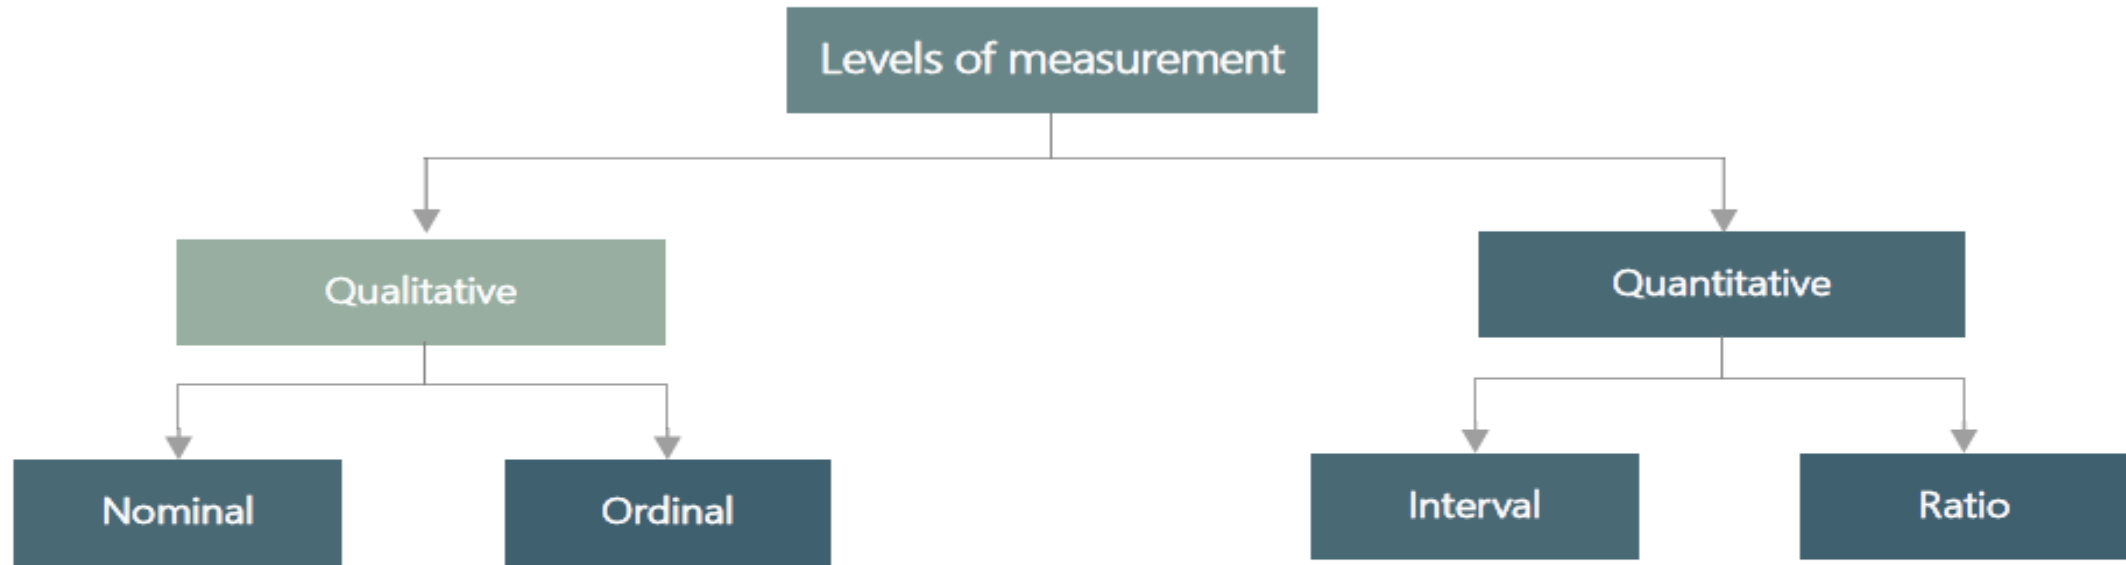 Levels of measurement
Qualitative
Quantitative
Nominal
Ordinal
Interval
Ratio